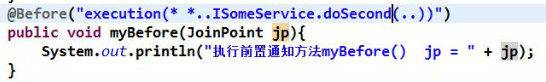 @Before("execution(* *..ISomeService.doSecond(..))")
public void myBefore(JoinPoint jp){
System.out.println("执行前置通知方法myBefore() jp = " + jp);
}